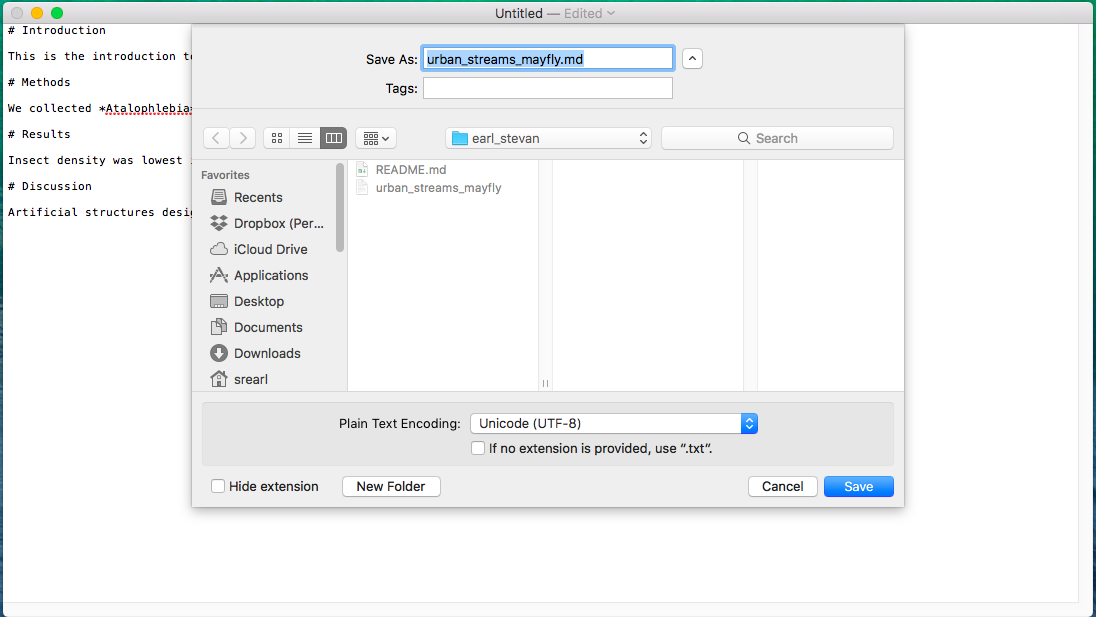 Untitled — Edited
# Introduction
This is the introduction to
# Methods
We collected *Atalophlebia*
# Results
Insect density was lowest
# Discussion
Artificial structures desig
Save As: urban_streams_mayfly.md
Tags:
earl_stevan
Search
Favorites
Recents
Dropbox (Per...
iCloud Drive
Applications
Desktop
Documents
Downloads
srearl
README.md
urban_streams_mayfly
Plain Text Encoding: Unicode (UTF-8)
If no extension is provided, use “.txt”.
Hide extension
New Folder
Cancel
Save